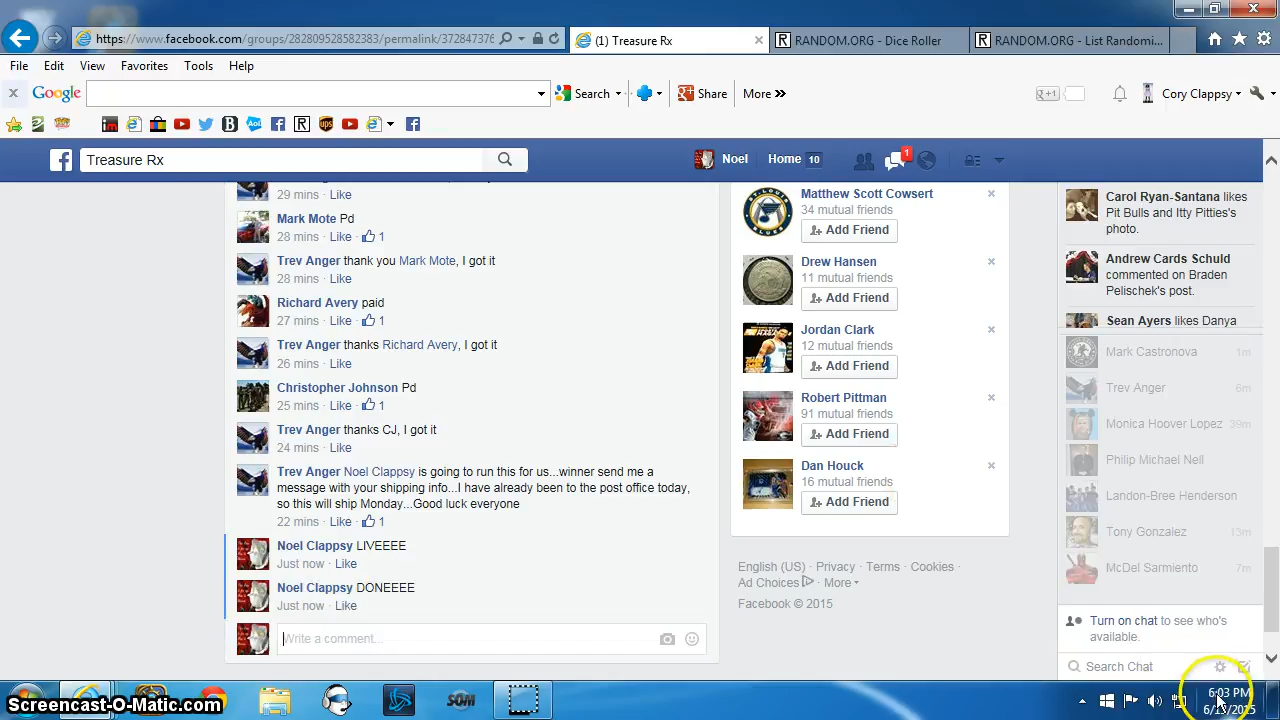 https://www.facebook.com/groups/282809528582383/permalink/372847376
(1) Treasure Rx
RANDOM.ORG - Dice Roller
RANDOM.ORG - List Randomi...
File Edit View Favorites Tools Help
Google
Search
Share
More »
Cory Clappsy
Treasure Rx
Noel
Home 10
1
29 mins · Like
Mark Mote Pd
28 mins · Like · 1
Trev Anger thank you Mark Mote, I got it
28 mins · Like
Richard Avery paid
27 mins · Like · 1
Trev Anger thanks Richard Avery, I got it
26 mins · Like
Christopher Johnson Pd
25 mins · Like · 1
Trev Anger thanks CJ, I got it
24 mins · Like
Trev Anger Noel Clappsy is going to run this for us...winner send me a
message with your shipping info...I have already been to the post office today,
so this will ship Monday...Good luck everyone
22 mins · Like · 1
Noel Clappsy LIVEEEE
Just now · Like
Noel Clappsy DONEEEE
Just now · Like
Write a comment...
Matthew Scott Cowsert
34 mutual friends
Add Friend
Drew Hansen
11 mutual friends
Add Friend
Jordan Clark
12 mutual friends
Add Friend
Robert Pittman
91 mutual friends
Add Friend
Dan Houck
16 mutual friends
Add Friend
English (US) · Privacy · Terms · Cookies ·
Ad Choices · More
Facebook © 2015
Carol Ryan-Santana likes
Pit Bulls and Itty Pitties's
photo.
Andrew Cards Schuld
commented on Braden
Pelischek's post.
Sean Ayers likes Danya
Mark Castronova 1m
Trev Anger 6m
Monica Hoover Lopez 39m
Philip Michael Neil
Landon-Bree Henderson
Tony Gonzalez 13m
McDel Sarmiento 7m
Turn on chat to see who's
available.
Search Chat
SOM
6:03 PM
Screencast-O-Matic.com